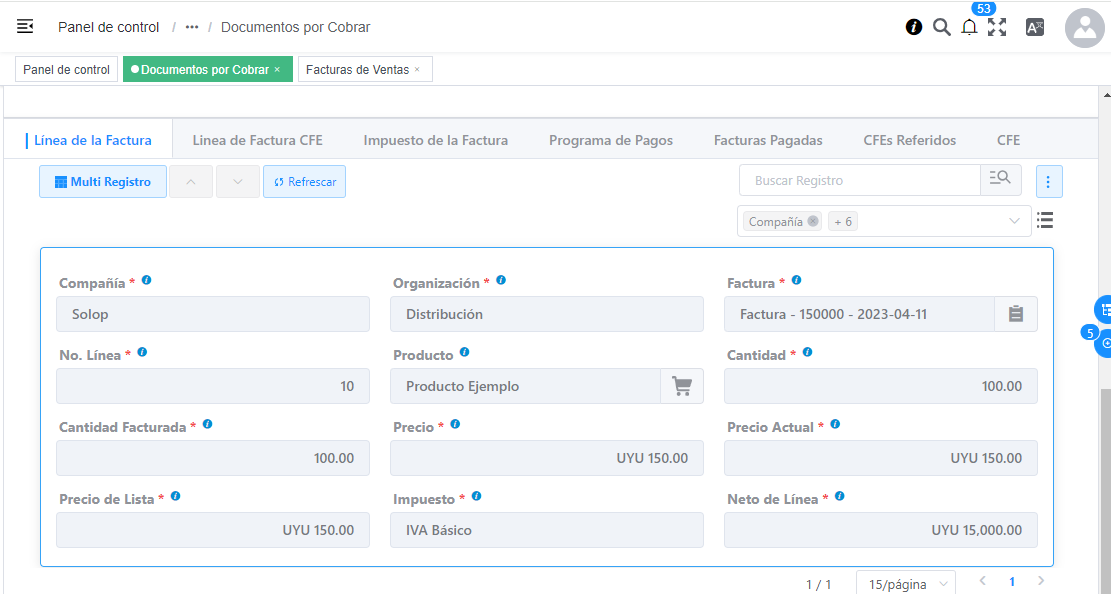 53
Panel de control / ··· / Documentos por Cobrar
Panel de control
Documentos por Cobrar ×
Facturas de Ventas ×
Línea de la Factura
Linea de Factura CFE
Impuesto de la Factura
Programa de Pagos
Facturas Pagadas
CFEs Referidos
CFE
Multi Registro
Refrescar
Buscar Registro
Compañía
+ 6
Compañía *
Organización *
Factura *
Solop
Distribución
Factura - 150000 - 2023-04-11
5
No. Línea *
Producto
Cantidad *
10
Producto Ejemplo
100.00
Cantidad Facturada *
Precio *
Precio Actual *
100.00
UYU 150.00
UYU 150.00
Precio de Lista *
Impuesto *
Neto de Línea *
UYU 150.00
IVA Básico
UYU 15,000.00
1 / 1
15/página
1